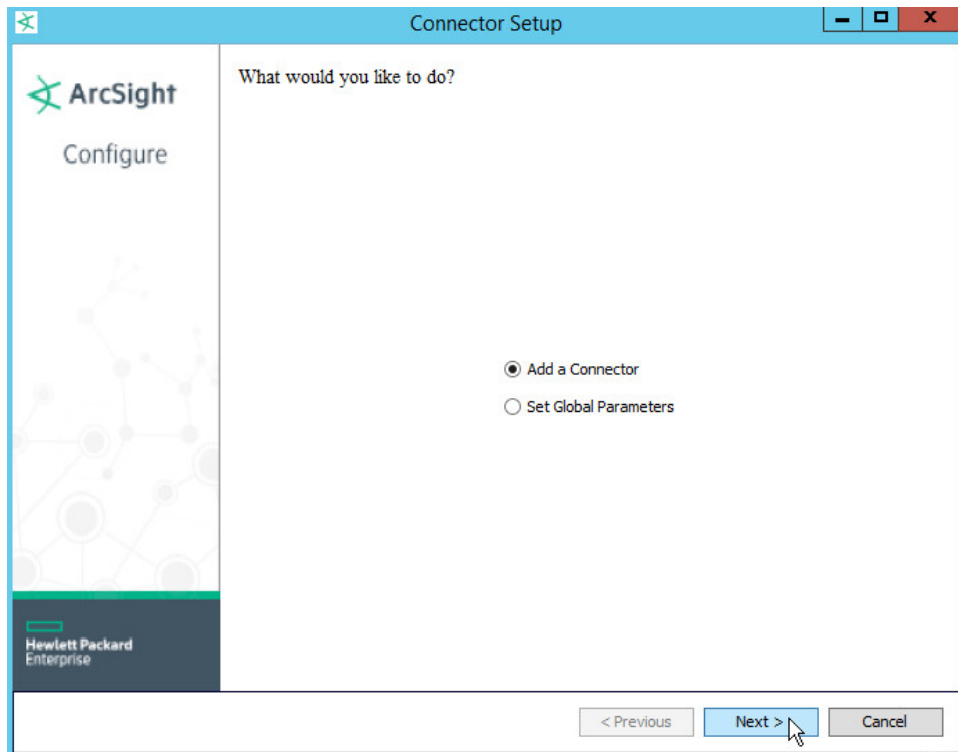 Connector Setup
ArcSight
Configure
What would you like to do?
Add a Connector
Set Global Parameters
Hewlett Packard
Enterprise
< Previous
Next >
Cancel